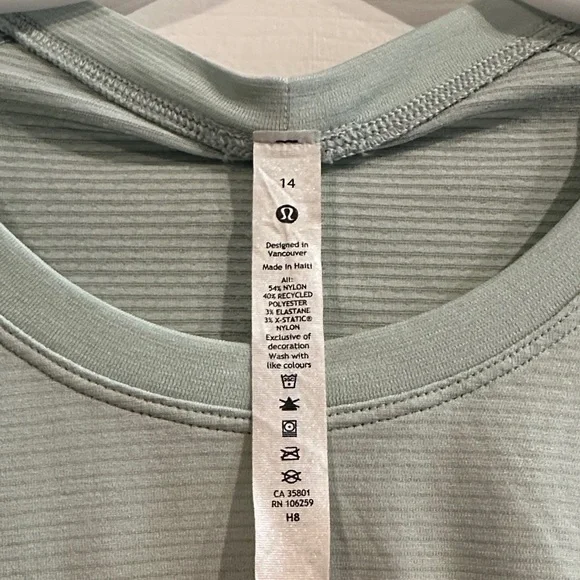 14
Designed in
Vancouver
Made in Haiti
All:
54% NYLON
40% RECYCLED
POLYESTER
3% ELASTANE
3% X-STATIC®
NYLON
Exclusive of
decoration
Wash with
like colours
CA 35801
RN 106259
H8